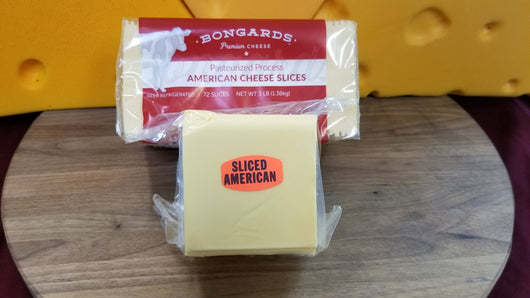 · BONGARDS ·
Premium CHEESE
Pasteurized Process
AMERICAN CHEESE SLICES
KEEP REFRIGERATED 72 SLICES NET WT 3 LB (1.36kg)
SLICED
AMERICAN